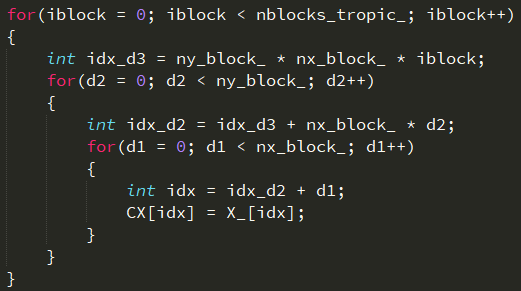 for(iblock = 0; iblock < nblocks_tropic_; iblock++)
{
    int idx_d3 = ny_block_ * nx_block_ * iblock;
    for(d2 = 0; d2 < ny_block_; d2++)
    {
        int idx_d2 = idx_d3 + nx_block_ * d2;
        for(d1 = 0; d1 < nx_block_; d1++)
        {
            int idx = idx_d2 + d1;
            CX[idx] = X_[idx];
        }
    }
}